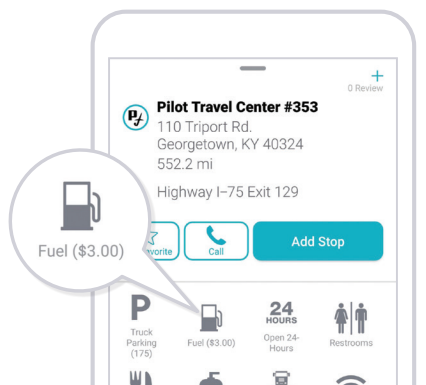 +
0 Review
Pilot Travel Center #353
110 Triport Rd.
Georgetown, KY 40324
552.2 mi
Highway I–75 Exit 129
Fuel ($3.00)
vorite
Call
Add Stop
P
Truck
Parking
(175)
Fuel ($3.00)
24
HOURS
Open 24-
Hours
Restrooms